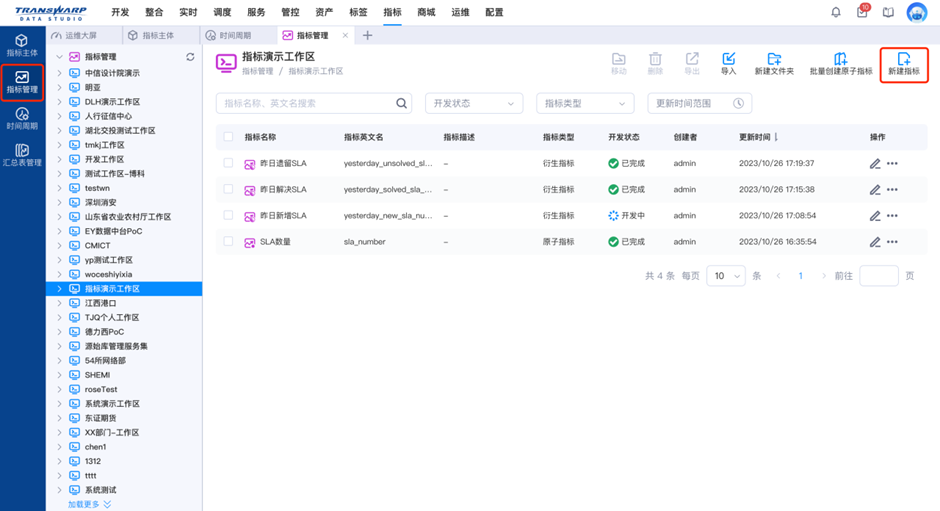 TRANSWARP
DATA STUDIO
开发 整合 实时 调度 服务 管控 资产 标签 指标 商城 运维 配置
10
指标主体
指标管理
时间周期
汇总表管理
运维大屏 指标主体 时间周期 指标管理
指标管理
中信设计院演示
明亚
DLH演示工作区
人行征信中心
湖北交投测试工作区
tmkj工作区
开发工作区
测试工作区-博科
testwn
深圳消安
山东省农业农村厅工作区
EY数据中台PoC
CMICT
yp测试工作区
woceshiyixia
指标演示工作区
江西港口
TJQ个人工作区
德力西PoC
源始库管理服务集
54所网络部
SHEMI
roseTest
系统演示工作区
东证期货
XX部门-工作区
chen1
1312
tttt
系统测试
加载更多
指标演示工作区
指标管理 / 指标演示工作区
移动 删除 导出 导入 新建文件夹 批量创建原子指标 新建指标
指标名称、英文名搜索 开发状态 指标类型 更新时间范围
指标名称 指标英文名 指标描述 指标类型 开发状态 创建者 更新时间 操作
昨日遗留SLA yesterday_unsolved_sl... – 衍生指标 已完成 admin 2023/10/26 17:19:37
昨日解决SLA yesterday_solved_sla_... – 衍生指标 已完成 admin 2023/10/26 17:15:38
昨日新增SLA yesterday_new_sla_nu... – 衍生指标 开发中 admin 2023/10/26 17:08:54
SLA数量 sla_number – 原子指标 已完成 admin 2023/10/26 16:35:54
共 4 条 每页 10 条 1 前往 页